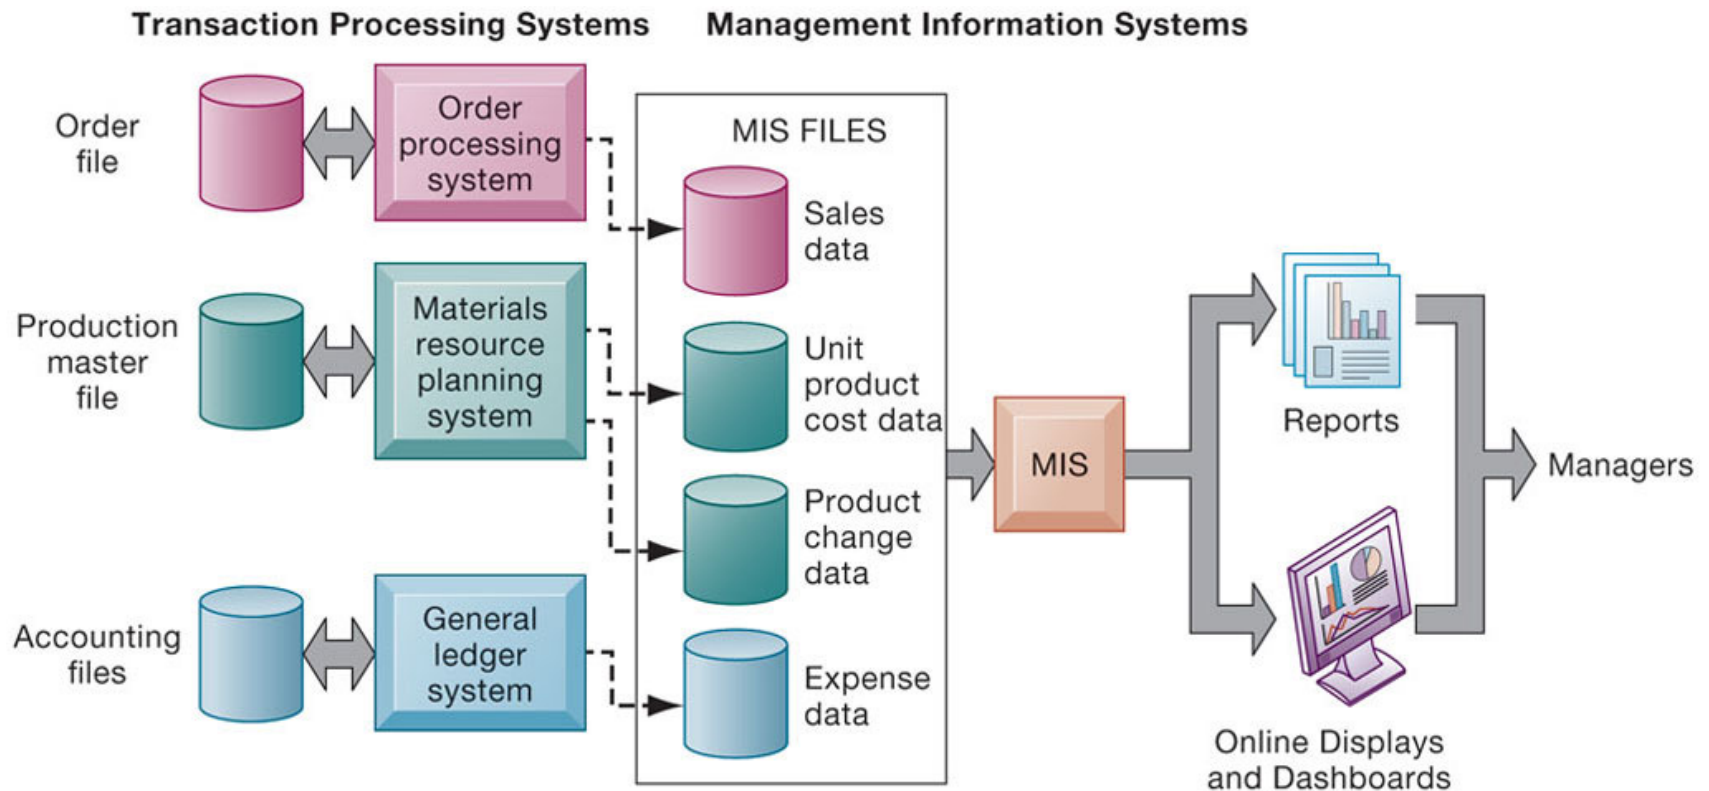 Transaction Processing Systems
Management Information Systems
Order
file
Order
processing
system
MIS FILES
Sales
data
Production
master
file
Materials
resource
planning
system
Unit
product
cost data
Product
change
data
Accounting
files
General
ledger
system
Expense
data
MIS
Reports
Online Displays
and Dashboards
Managers